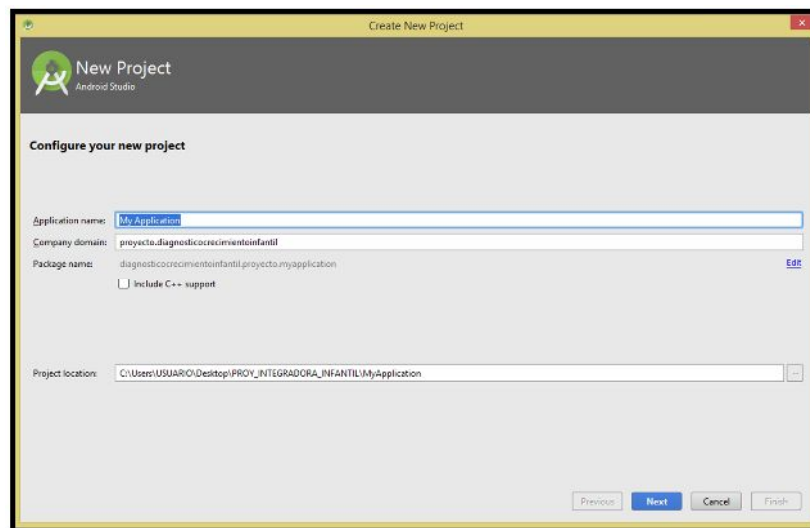 Create New Project
New Project
Android Studio
Configure your new project
Application name: My Application
Company domain: proyecto.diagnosticocrecimientoinfantil
Package name: diagnosticocrecimientoinfantil.proyecto.myapplication Edit
Include C++ support
Project location: C:\Users\USUARIO\Desktop\PROY_INTEGRADORA_INFANTIL\MyApplication ...
Previous Next Cancel Finish